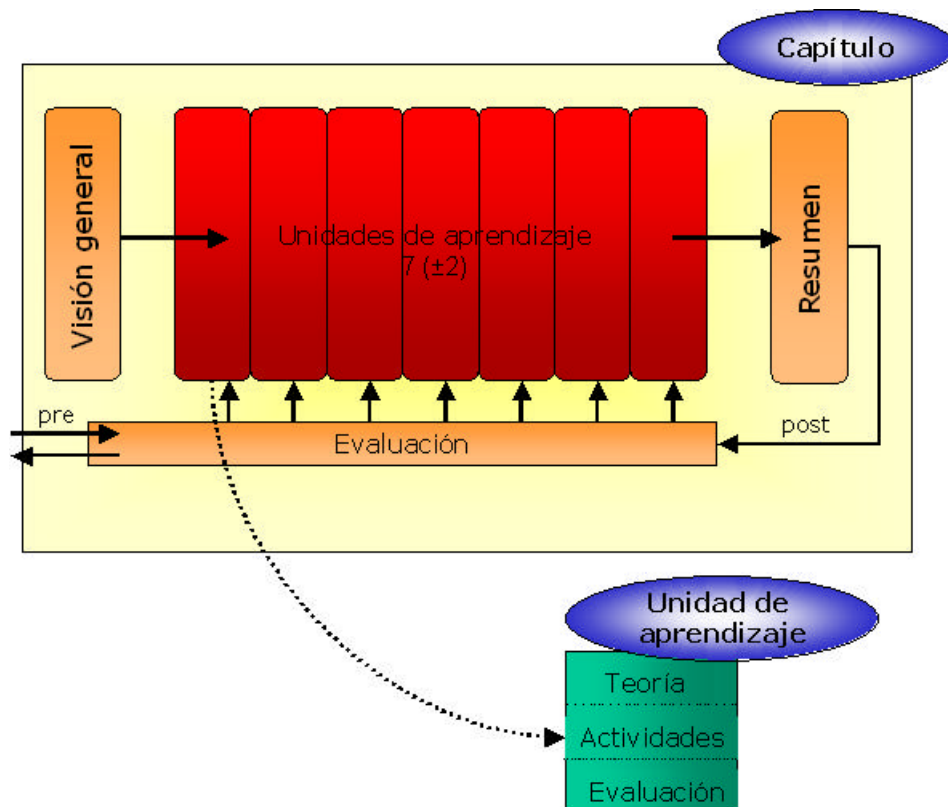 Capítulo
Visión general
Unidades de aprendizaje
7 (±2)
Resumen
pre
Evaluación
post
Unidad de
aprendizaje
Teoría
Actividades
Evaluación